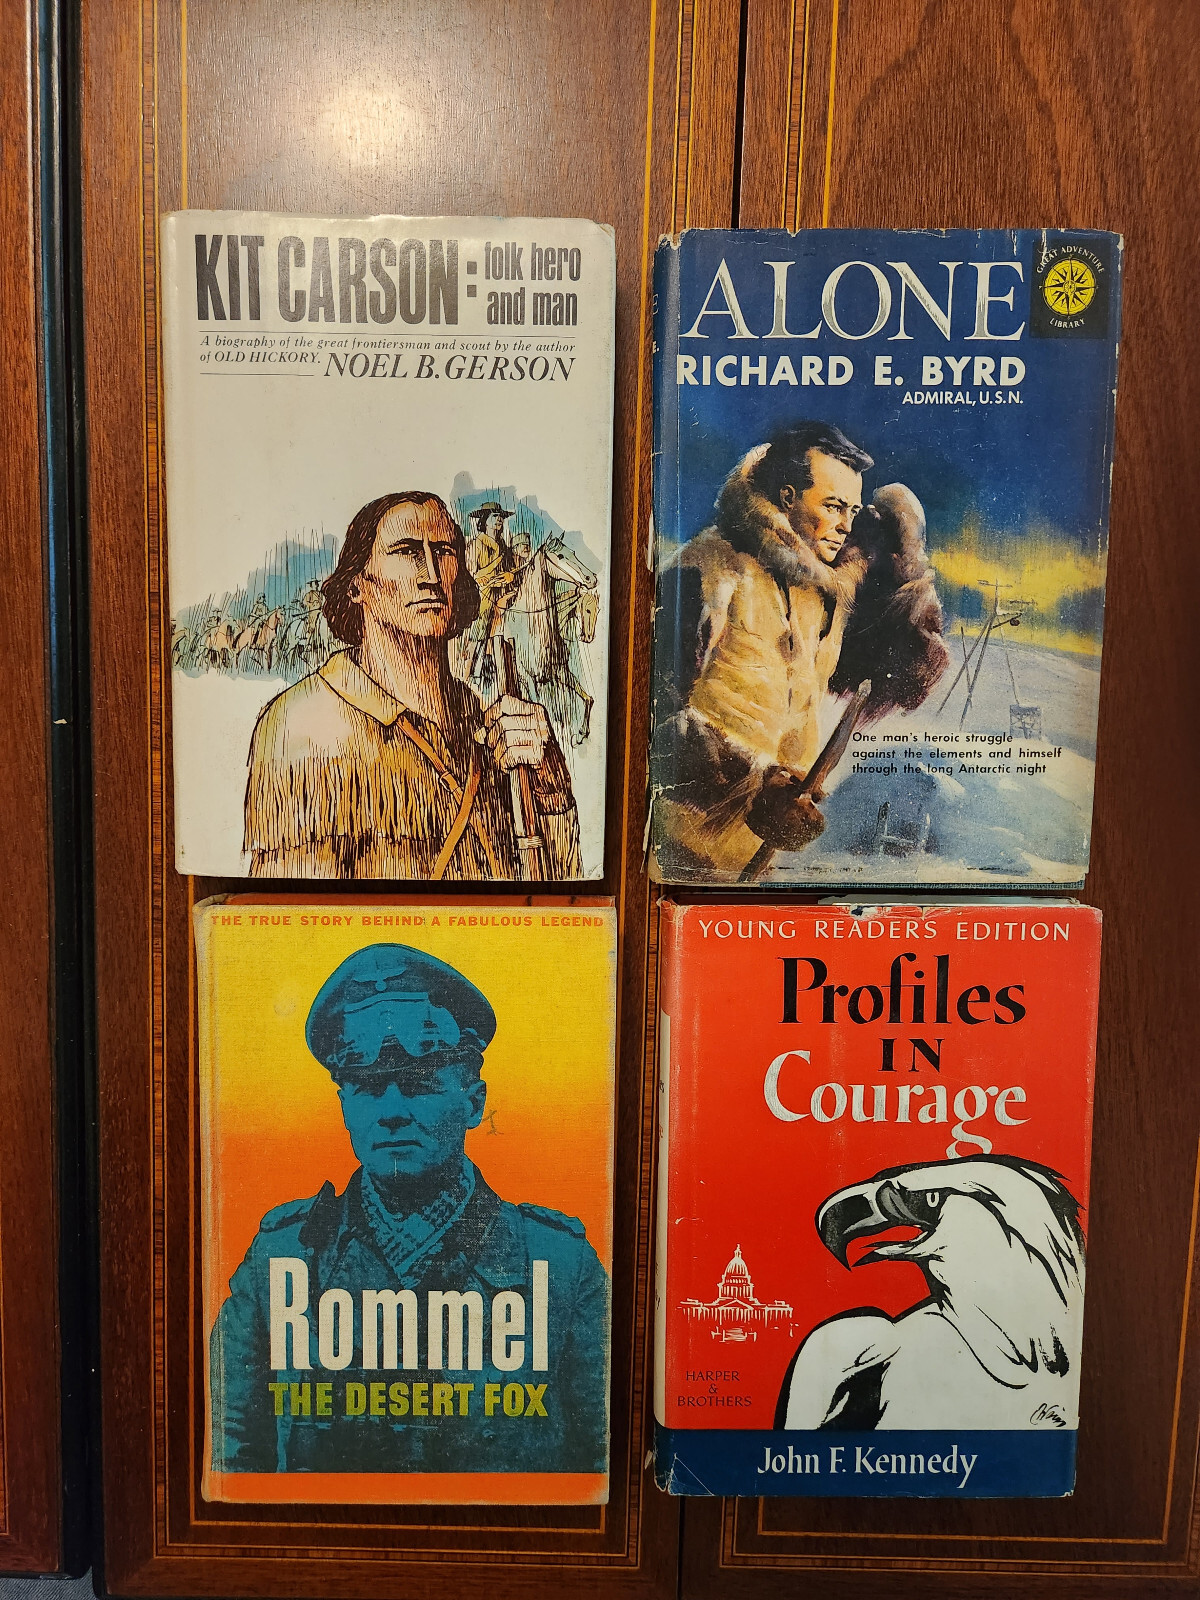 KIT CARSON: folk hero
and man
A biography of the great frontiersman and scout by the author
of OLD HICKORY. NOEL B. GERSON
ALONE
GREAT ADVENTURE
LIBRARY
RICHARD E. BYRD
ADMIRAL, U.S.N.
One man's heroic struggle
against the elements and himself
through the long Antarctic night
THE TRUE STORY BEHIND A FABULOUS LEGEND
Rommel
THE DESERT FOX
YOUNG READERS EDITION
Profiles
IN
Courage
HARPER
&
BROTHERS
John F. Kennedy